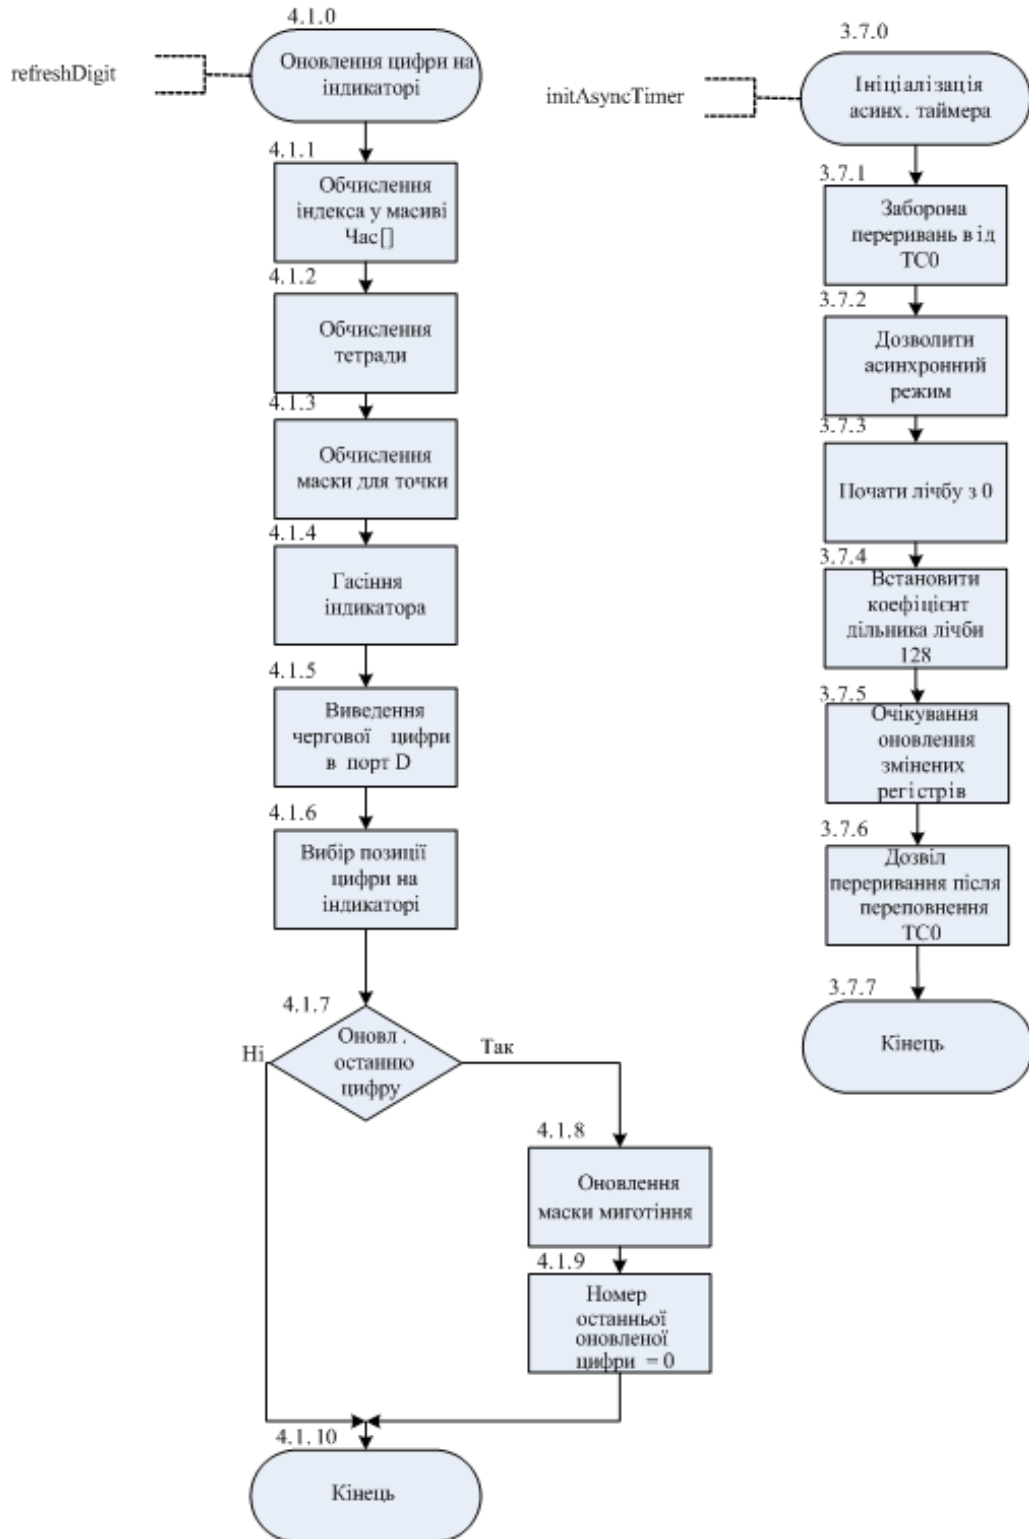 4.1.0
refreshDigit
Оновлення цифри на
індикаторі
4.1.1
Обчислення
індекса у масиві
Час[]
4.1.2
Обчислення
тетради
4.1.3
Обчислення
маски для точки
4.1.4
Гасіння
індикатора
4.1.5
Виведення
чергової цифри
в порт D
4.1.6
Вибір позиції
цифри на
індикаторі
4.1.7
Оновл.
останню
цифру
Ні
Так
4.1.8
Оновлення
маски миготіння
4.1.9
Номер
останньої
оновленої
цифри = 0
4.1.10
Кінець
3.7.0
initAsyncTimer
Ініціалізація
асинх. таймера
3.7.1
Заборона
переривань від
TC0
3.7.2
Дозволити
асинхронний
режим
3.7.3
Почати лічбу з 0
3.7.4
Встановити
коефіцієнт
дільника лічби
128
3.7.5
Очікування
оновлення
змінених
регістрів
3.7.6
Дозвіл
переривання після
переповнення
TC0
3.7.7
Кінець